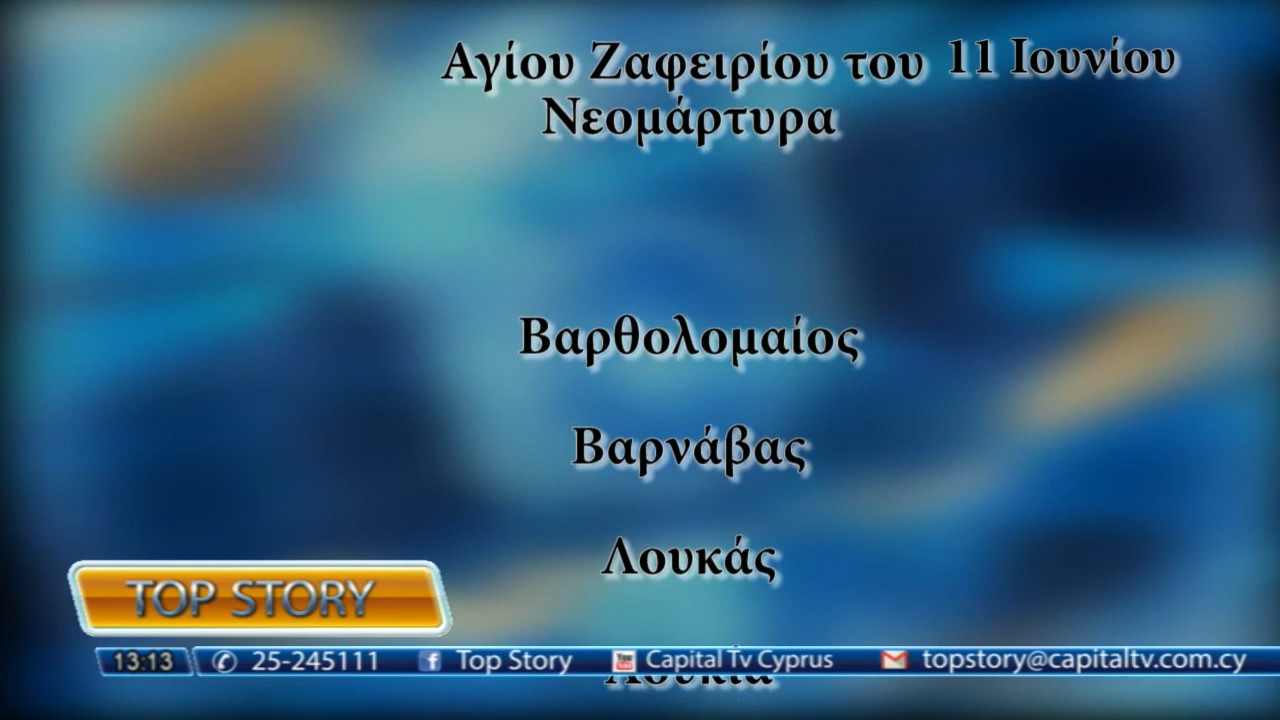 Αγίου Ζαφειρίου του 11 Ιουνίου
Νεομάρτυρα
Βαρθολομαίος
Βαρνάβας
Λουκάς
TOP STORY
13:13 25-245111 Top Story Capital Tv Cyprus topstory@capitaltv.com.cy